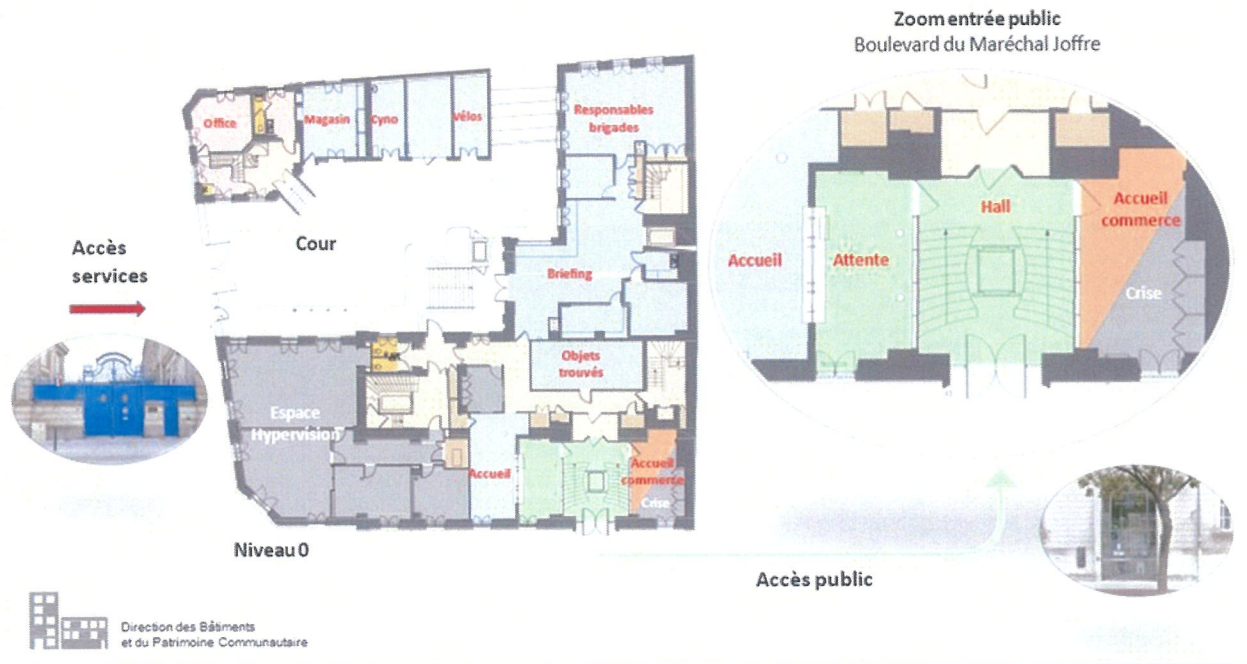 Zoom entrée public
Boulevard du Maréchal Joffre
Office
Magasin
Cyno
Vélos
Responsables
brigades
Accès
services
Cour
Briefing
Objets
trouvés
Espace
Hypervision
Accueil
Accueil
commerce
Crise
Hall
Accueil
commerce
Accueil
Attente
Crise
Niveau 0
Accès public
Direction des Bâtiments
et du Patrimoine Communautaire